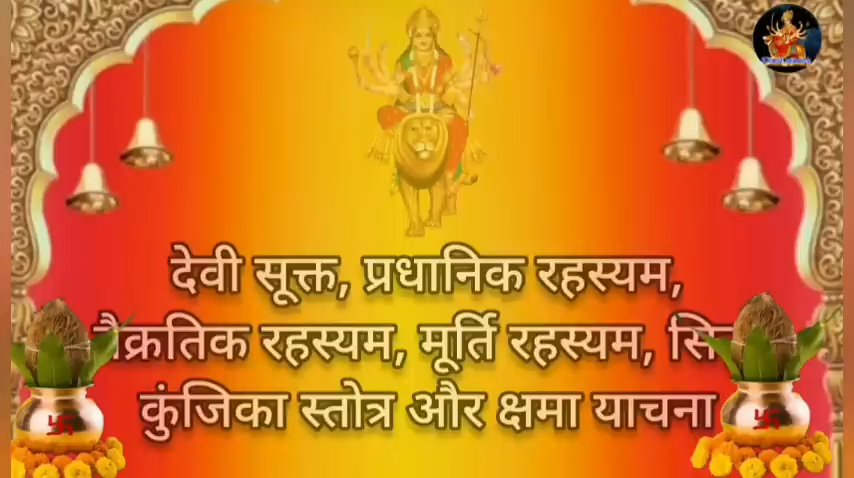 देवी सूक्त, प्रधानिक रहस्यम,
रहस्यम, मूर्ति रहस्यम,
कुंजिका स्तोत्र और क्षमा याचना